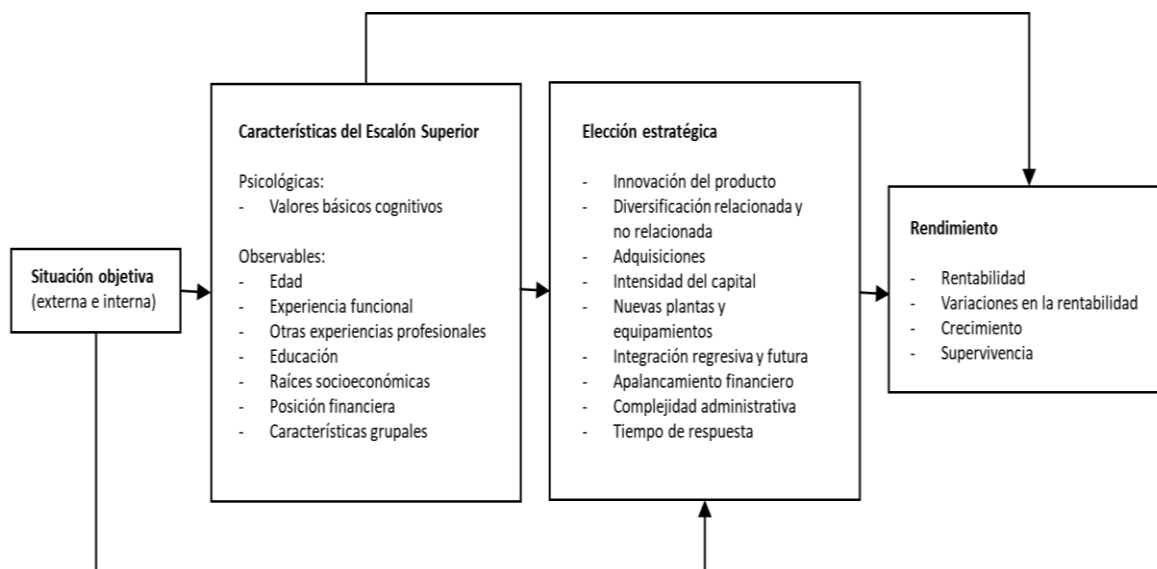 Situación objetiva
(externa e interna)
Características del Escalón Superior
Psicológicas:
- Valores básicos cognitivos
Observables:
- Edad
- Experiencia funcional
- Otras experiencias profesionales
- Educación
- Raíces socioeconómicas
- Posición financiera
- Características grupales
Elección estratégica
- Innovación del producto
- Diversificación relacionada y
no relacionada
- Adquisiciones
- Intensidad del capital
- Nuevas plantas y
equipamientos
- Integración regresiva y futura
- Apalancamiento financiero
- Complejidad administrativa
- Tiempo de respuesta
Rendimiento
- Rentabilidad
- Variaciones en la rentabilidad
- Crecimiento
- Supervivencia